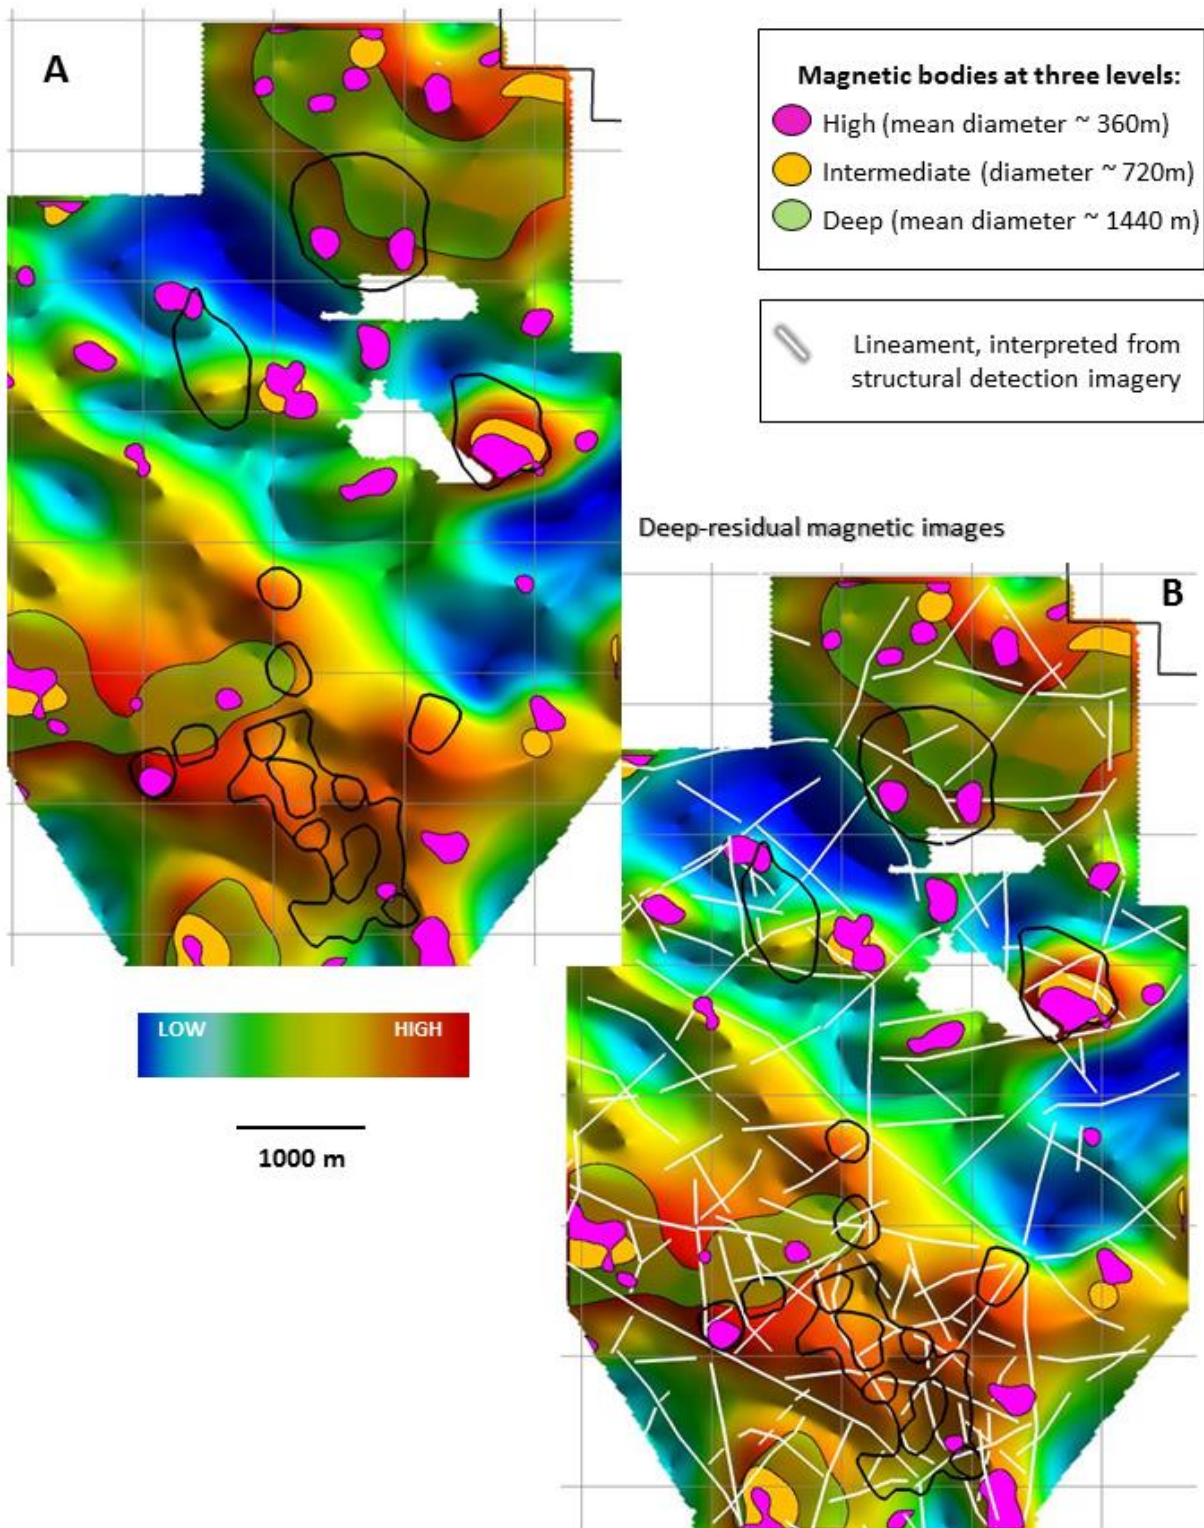 A
Magnetic bodies at three levels:
High (mean diameter ~ 360m)
Intermediate (diameter ~ 720m)
Deep (mean diameter ~ 1440 m)
Lineament, interpreted from
structural detection imagery
Deep-residual magnetic images
B
LOW HIGH
1000 m